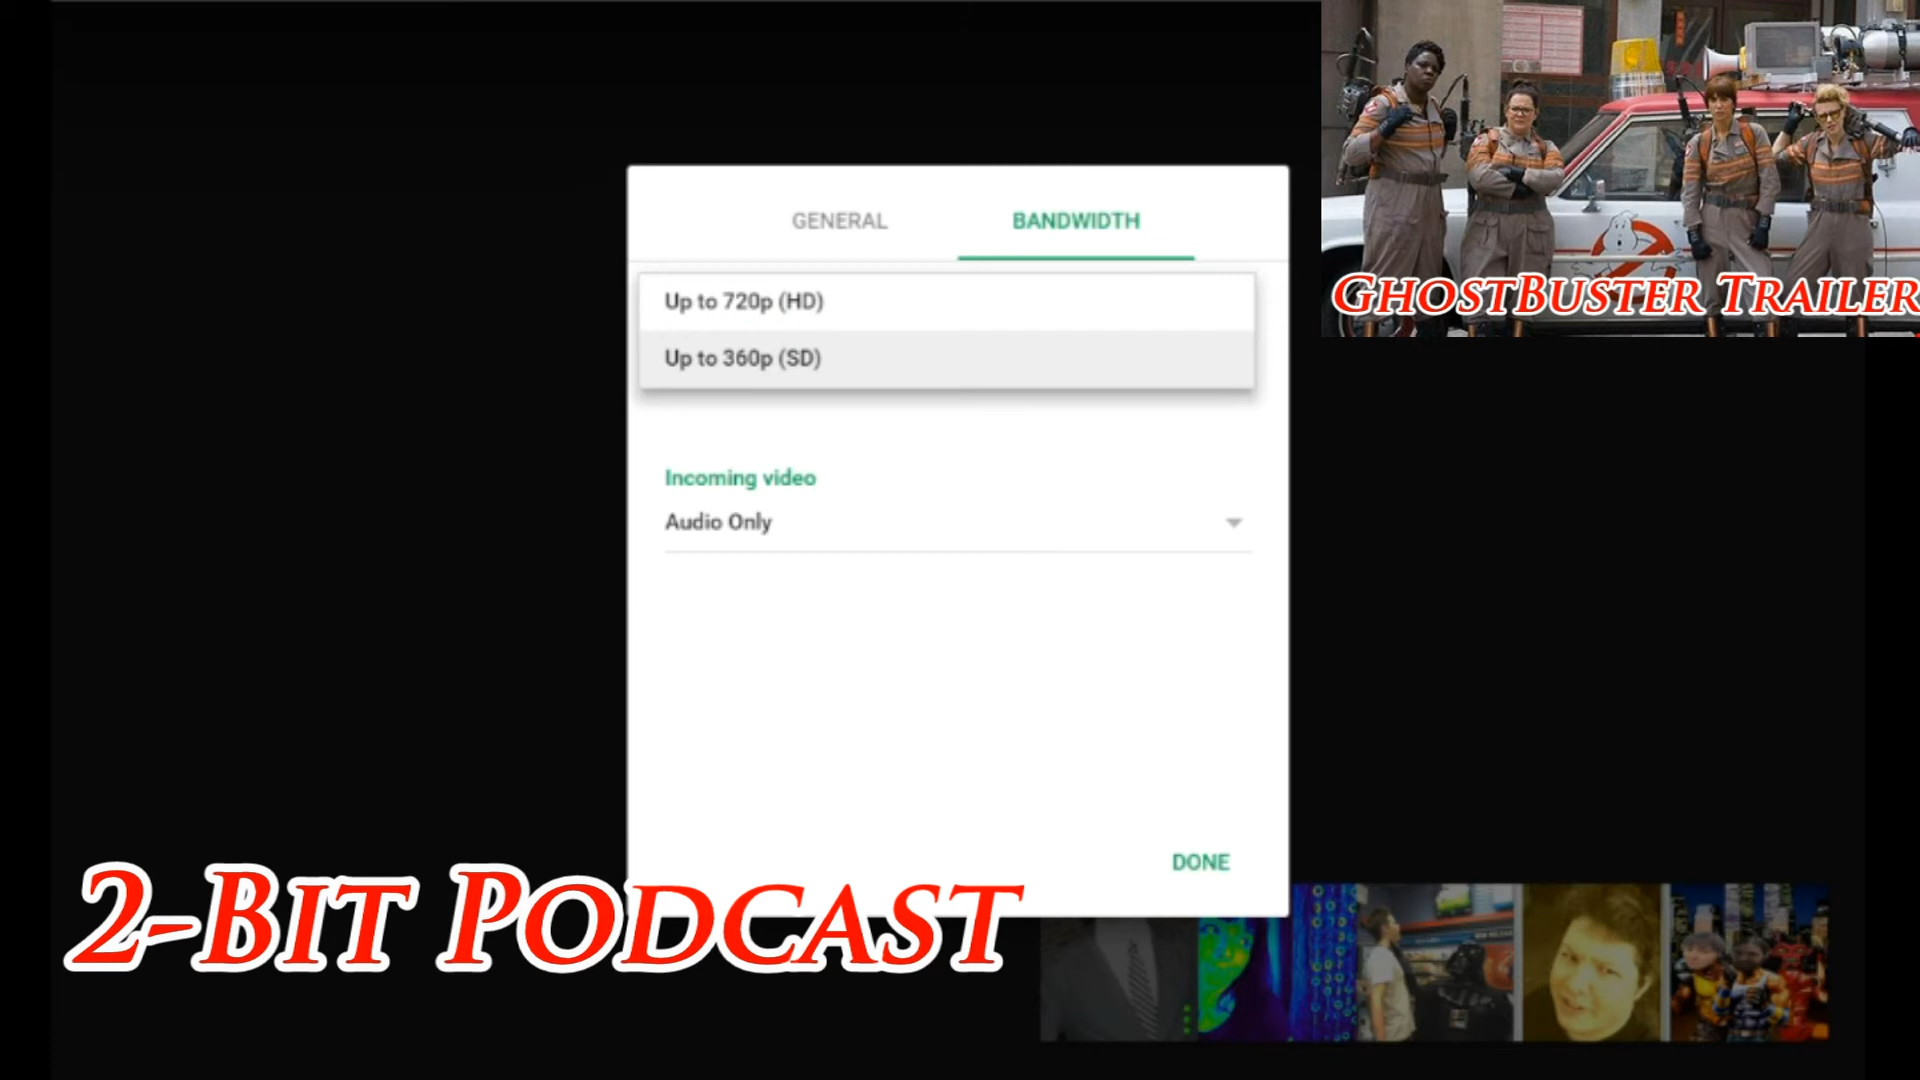 GENERAL
BANDWIDTH
Up to 720p (HD)
Up to 360p (SD)
Incoming video
Audio Only
DONE
GhostBuster Trailer
2-Bit Podcast